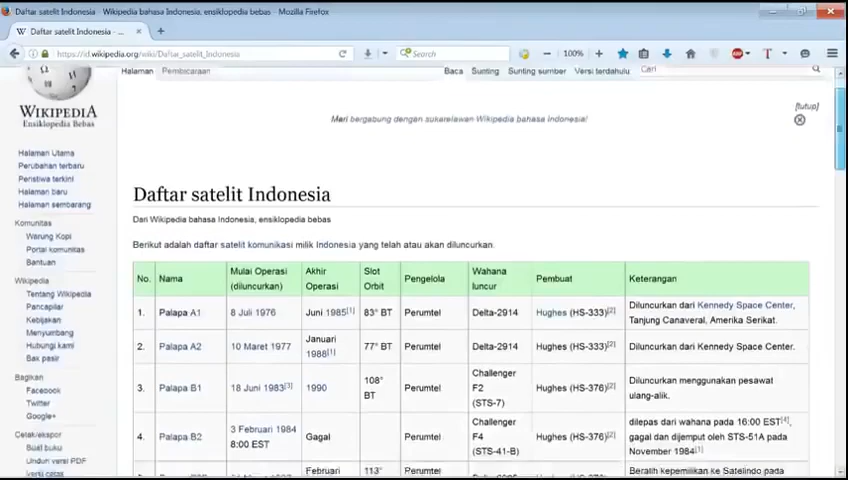 Daftar satelit Indonesia - Wikipedia bahasa Indonesia, ensiklopedia bebas - Mozilla Firefox
W Daftar satelit Indonesia - ... × +
https://id.wikipedia.org/wiki/Daftar_satelit_Indonesia
Search
100%
Halaman Pembicaraan Baca Sunting Sunting sumber Versi terdahulu Cari
WIKIPEDIA
Ensiklopedia Bebas
[tutup]
Mari bergabung dengan sukarelawan Wikipedia bahasa Indonesia!
Halaman Utama
Perubahan terbaru
Peristiwa terkini
Halaman baru
Halaman sembarang
Komunitas
Warung Kopi
Portal komunitas
Bantuan
Wikipedia
Tentang Wikipedia
Pancapilar
Kebijakan
Menyumbang
Hubungi kami
Bak pasir
Bagikan
Facebook
Twitter
Google+
Cetak/ekspor
Buat buku
Unduh versi PDF
Versi cetak
Daftar satelit Indonesia
Dari Wikipedia bahasa Indonesia, ensiklopedia bebas
Berikut adalah daftar satelit komunikasi milik Indonesia yang telah atau akan diluncurkan.
No. Nama Mulai Operasi (diluncurkan) Akhir Operasi Slot Orbit Pengelola Wahana luncur Pembuat Keterangan
1. Palapa A1 8 Juli 1976 Juni 1985[1] 83° BT Perumtel Delta-2914 Hughes (HS-333)[2] Diluncurkan dari Kennedy Space Center, Tanjung Canaveral, Amerika Serikat.
2. Palapa A2 10 Maret 1977 Januari 1988[1] 77° BT Perumtel Delta-2914 Hughes (HS-333)[2] Diluncurkan dari Kennedy Space Center.
3. Palapa B1 18 Juni 1983[3] 1990 108° BT Perumtel Challenger F2 (STS-7) Hughes (HS-376)[2] Diluncurkan menggunakan pesawat ulang-alik.
4. Palapa B2 3 Februari 1984 8:00 EST Gagal Perumtel Challenger F4 (STS-41-B) Hughes (HS-376)[2] dilepas dari wahana pada 16:00 EST[4], gagal dan dijemput oleh STS-51A pada November 1984[1]
Februari 113° Beralih kepemilikan ke Satelindo pada